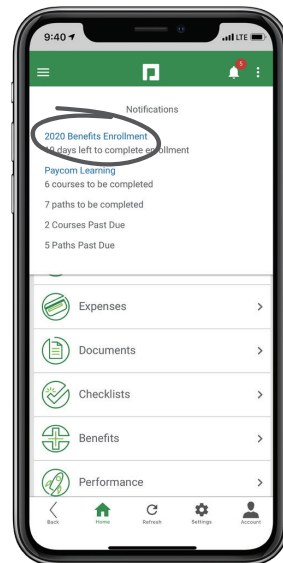 9:40
LTE
5
Notifications
2020 Benefits Enrollment
days left to complete enrollment
Paycom Learning
6 courses to be completed
7 paths to be completed
2 Courses Past Due
5 Paths Past Due
Expenses
Documents
Checklists
Benefits
Performance
Back
Home
Refresh
Settings
Account